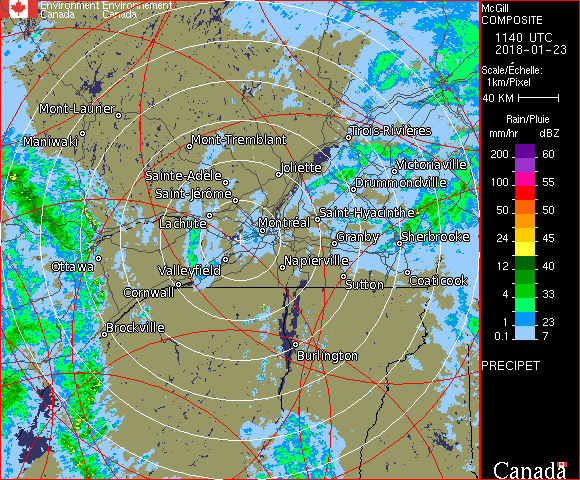 Environment Environnement
Canada Canada
McGill
COMPOSITE
1140 UTC
2018-01-23
Scale/Échelle:
1km/Pixel
40 KM
Rain/Pluie
mm/hr dBZ
200 60
100 55
50 50
24 45
12 40
4 33
1 23
0.1 7
PRECIPET
Canada
Mont-Laurier
Maniwaki
Mont-Tremblant
Trois-Rivières
Joliette
Victoriaville
Sainte-Adèle
Drummondville
Saint-Jérôme
Saint-Hyacinthe
Lachute
Montréal
Granby
Sherbrooke
Ottawa
Valleyfield
Napierville
Cornwall
Sutton
Coaticook
Brockville
Burlington